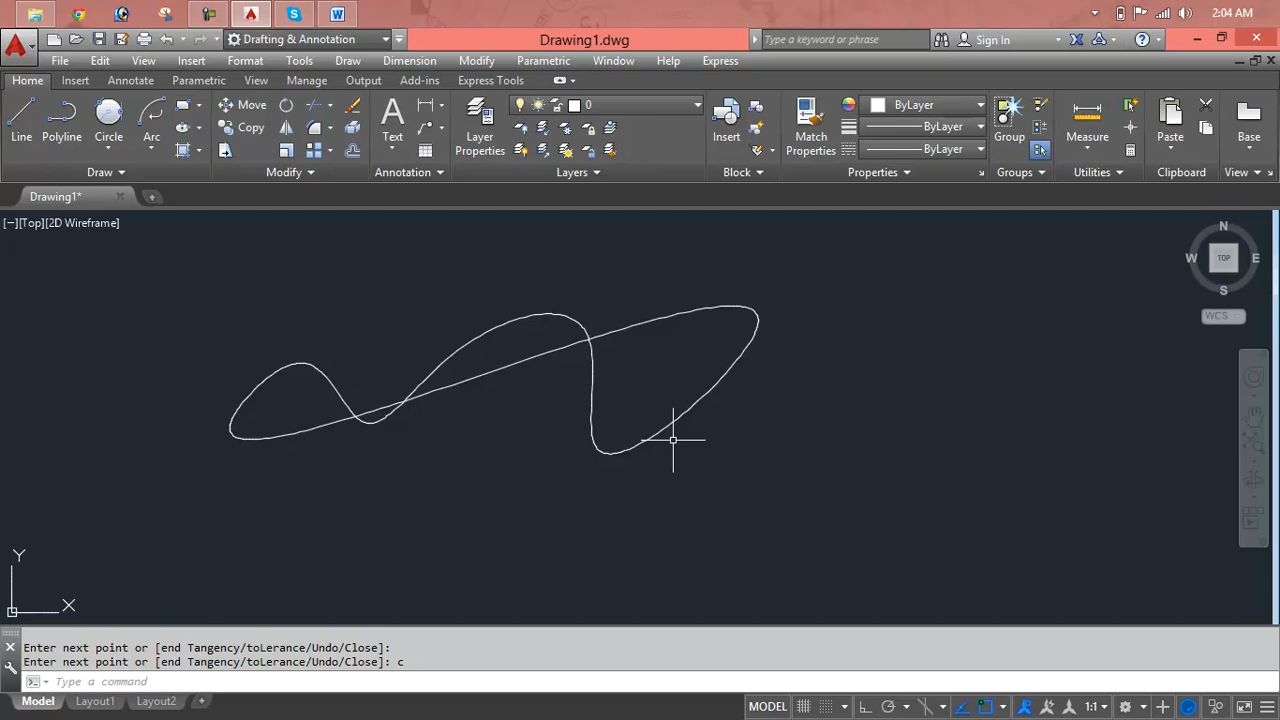 2:04 AM
Drafting & Annotation
Drawing1.dwg
Type a keyword or phrase
Sign In
File Edit View Insert Format Tools Draw Dimension Modify Parametric Window Help Express
Home Insert Annotate Parametric View Manage Output Add-ins Express Tools
Line Polyline Circle Arc
Move
Copy
Text
Layer Properties
0
Insert
Match Properties
ByLayer
ByLayer
ByLayer
Group
Measure
Paste
Base
Draw Modify Annotation Layers Block Properties Groups Utilities Clipboard View
Drawing1*
[−][Top][2D Wireframe]
N
W TOP E
S
WCS
Y
X
Enter next point or [end Tangency/toLerance/Undo/Close]:
Enter next point or [end Tangency/toLerance/Undo/Close]: c
Type a command
Model Layout1 Layout2 +
MODEL
1:1